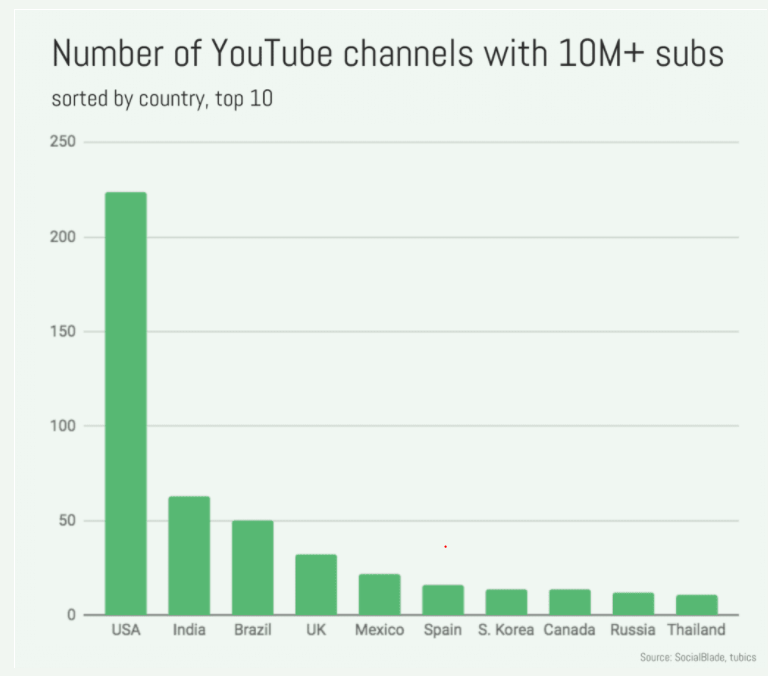 Number of YouTube channels with 10M+ subs
sorted by country, top 10
250
200
150
100
50
0
USA India Brazil UK Mexico Spain S. Korea Canada Russia Thailand
Source: SocialBlade, tubics